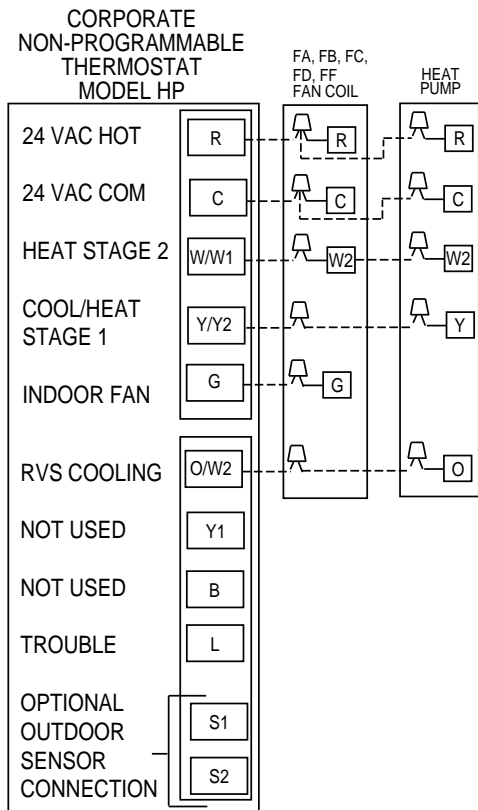 CORPORATE
NON-PROGRAMMABLE
THERMOSTAT
MODEL HP
FA, FB, FC,
FD, FF
FAN COIL
HEAT
PUMP
24 VAC HOT R R R
24 VAC COM C C C
HEAT STAGE 2 W/W1 W2 W2
COOL/HEAT
STAGE 1 Y/Y2 Y
INDOOR FAN G G
RVS COOLING O/W2 O
NOT USED Y1
NOT USED B
TROUBLE L
OPTIONAL
OUTDOOR S1
SENSOR
CONNECTION S2